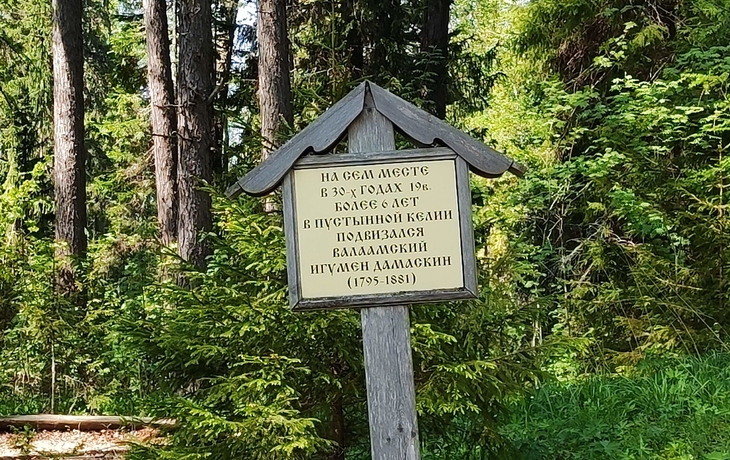 НА СЕМ МЕСТЕ
В 30-Х ГОДАХ 19в.
БОЛЕЕ 6 ЛЕТ
В ПУСТЫННОЙ КЕЛИИ
ПОДВИЗАЛСЯ
ВАЛААМСКИЙ
ИГУМЕН ДАМАСКИН
(1795-1881)